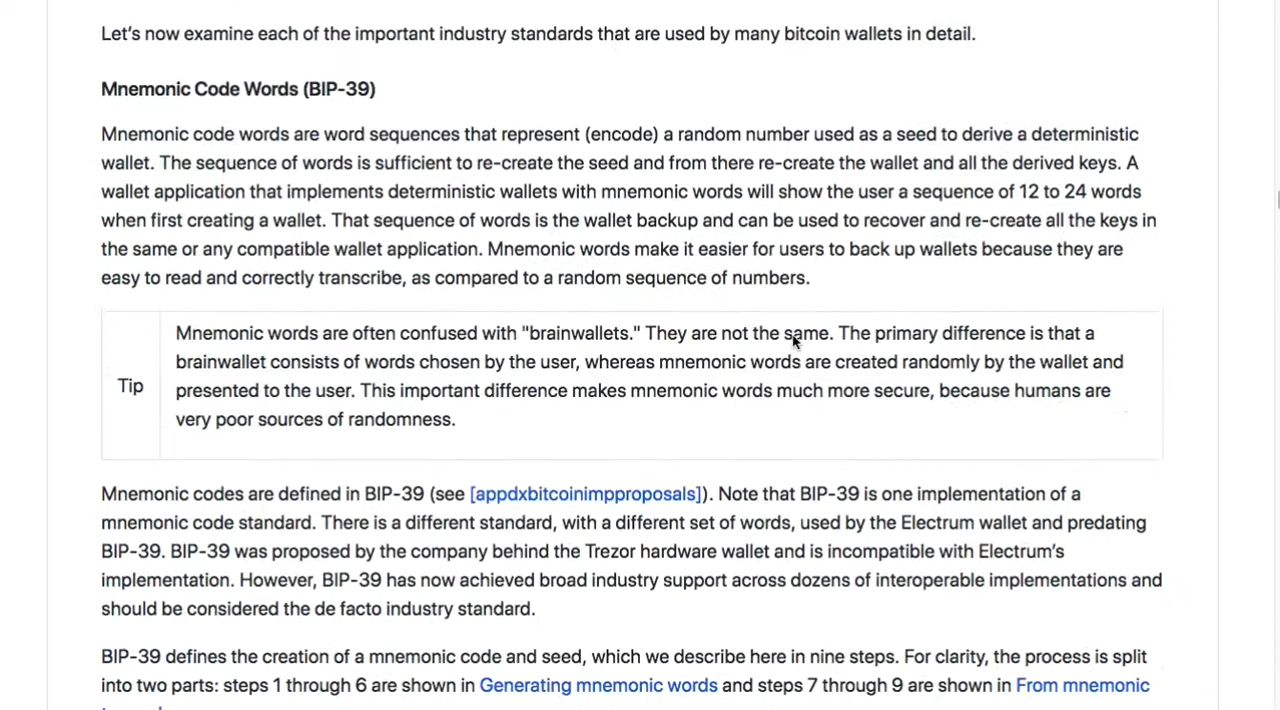 Let's now examine each of the important industry standards that are used by many bitcoin wallets in detail.
Mnemonic Code Words (BIP-39)
Mnemonic code words are word sequences that represent (encode) a random number used as a seed to derive a deterministic
wallet. The sequence of words is sufficient to re-create the seed and from there re-create the wallet and all the derived keys. A
wallet application that implements deterministic wallets with mnemonic words will show the user a sequence of 12 to 24 words
when first creating a wallet. That sequence of words is the wallet backup and can be used to recover and re-create all the keys in
the same or any compatible wallet application. Mnemonic words make it easier for users to back up wallets because they are
easy to read and correctly transcribe, as compared to a random sequence of numbers.
Tip
Mnemonic words are often confused with "brainwallets." They are not the same. The primary difference is that a
brainwallet consists of words chosen by the user, whereas mnemonic words are created randomly by the wallet and
presented to the user. This important difference makes mnemonic words much more secure, because humans are
very poor sources of randomness.
Mnemonic codes are defined in BIP-39 (see [appdxbitcoinimpproposals]). Note that BIP-39 is one implementation of a
mnemonic code standard. There is a different standard, with a different set of words, used by the Electrum wallet and predating
BIP-39. BIP-39 was proposed by the company behind the Trezor hardware wallet and is incompatible with Electrum's
implementation. However, BIP-39 has now achieved broad industry support across dozens of interoperable implementations and
should be considered the de facto industry standard.
BIP-39 defines the creation of a mnemonic code and seed, which we describe here in nine steps. For clarity, the process is split
into two parts: steps 1 through 6 are shown in Generating mnemonic words and steps 7 through 9 are shown in From mnemonic